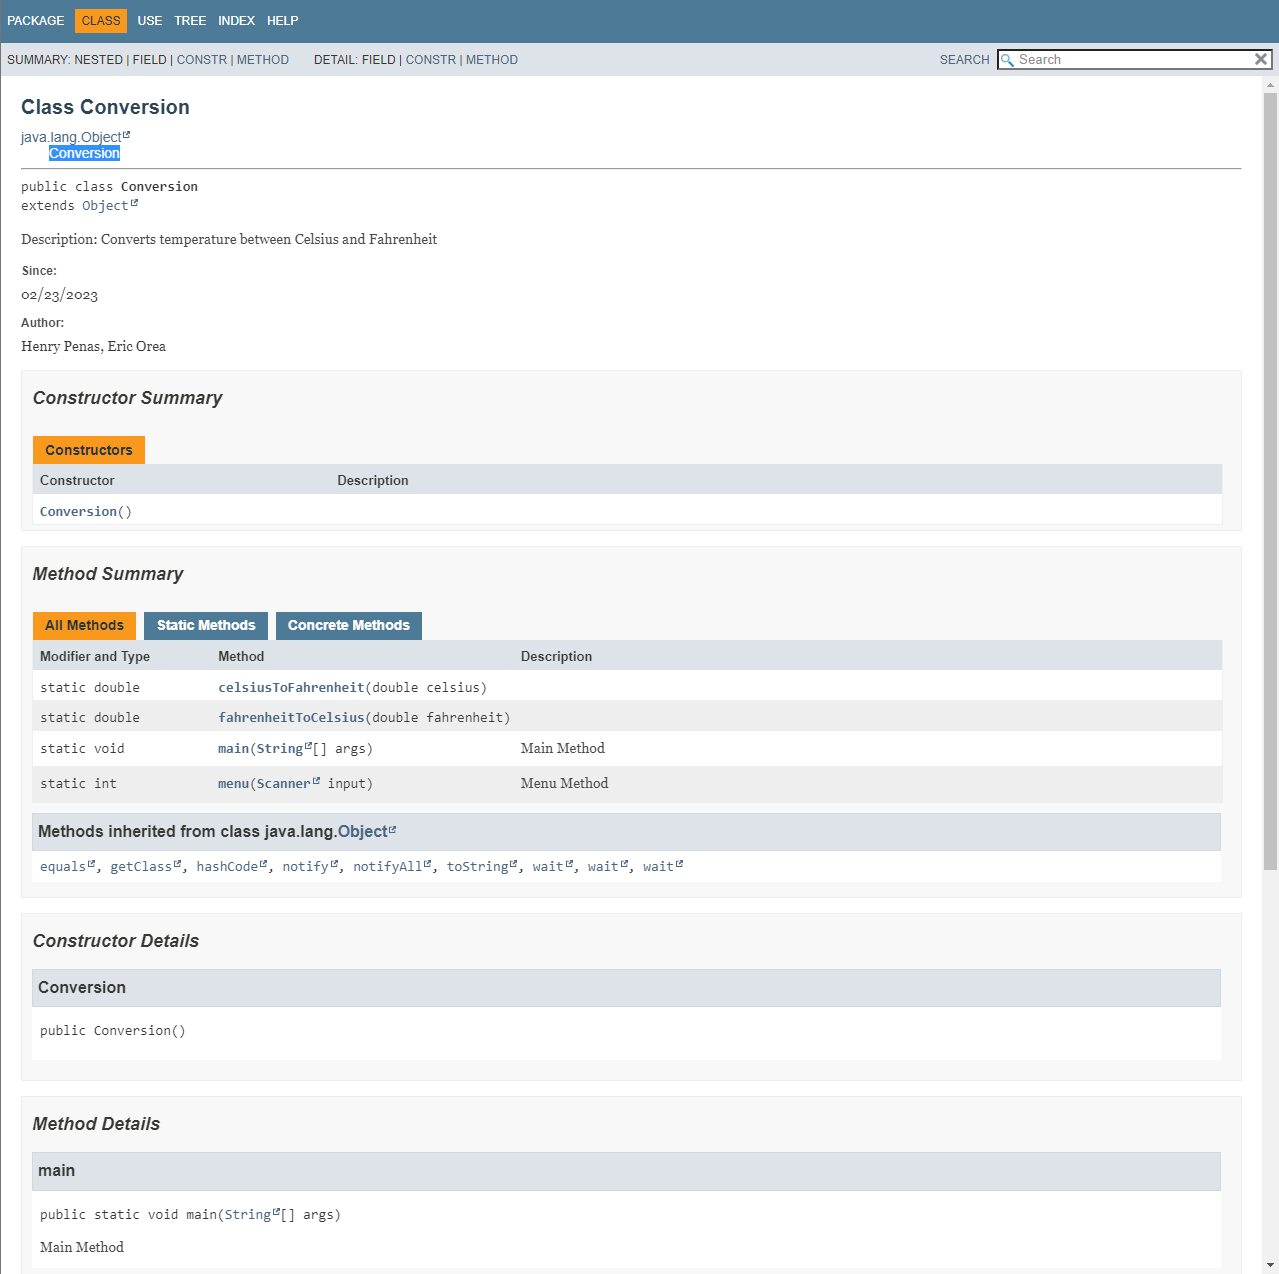 PACKAGE CLASS USE TREE INDEX HELP
SUMMARY: NESTED | FIELD | CONSTR | METHOD DETAIL: FIELD | CONSTR | METHOD SEARCH Search
Class Conversion
java.lang.Object
Conversion
public class Conversion
extends Object
Description: Converts temperature between Celsius and Fahrenheit
Since:
02/23/2023
Author:
Henry Penas, Eric Orea
Constructor Summary
Constructors
Constructor Description
Conversion()
Method Summary
All Methods Static Methods Concrete Methods
Modifier and Type Method Description
static double celsiusToFahrenheit(double celsius)
static double fahrenheitToCelsius(double fahrenheit)
static void main(String[] args) Main Method
static int menu(Scanner input) Menu Method
Methods inherited from class java.lang.Object
equals, getClass, hashCode, notify, notifyAll, toString, wait, wait, wait
Constructor Details
Conversion
public Conversion()
Method Details
main
public static void main(String[] args)
Main Method